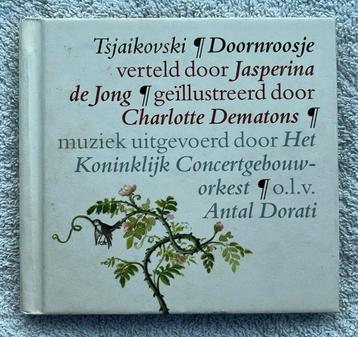 Tsjaikovski ¶ Doornroosje
verteld door Jasperina
de Jong ¶ geïllustreerd door
Charlotte Dematons ¶
muziek uitgevoerd door Het
Koninklijk Concertgebouw-
orkest ¶ o.l.v.
Antal Dorati